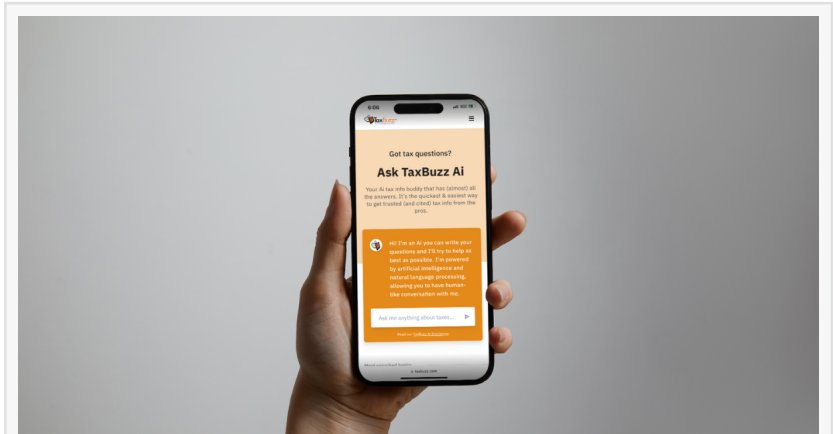 TaxBuzz
Got tax questions?
Ask TaxBuzz Ai
Your Ai tax info buddy that has (almost) all
the answers. It's the quickest & easiest way
to get trusted (and cited) tax info from the
pros.
Hi! I'm an Ai you can write your
questions and I'll try to help as
best as possible. I'm powered
by artificial intelligence and
natural language processing,
allowing you to have human-
like conversation with me.
Ask me anything about taxes...
taxbuzz.com